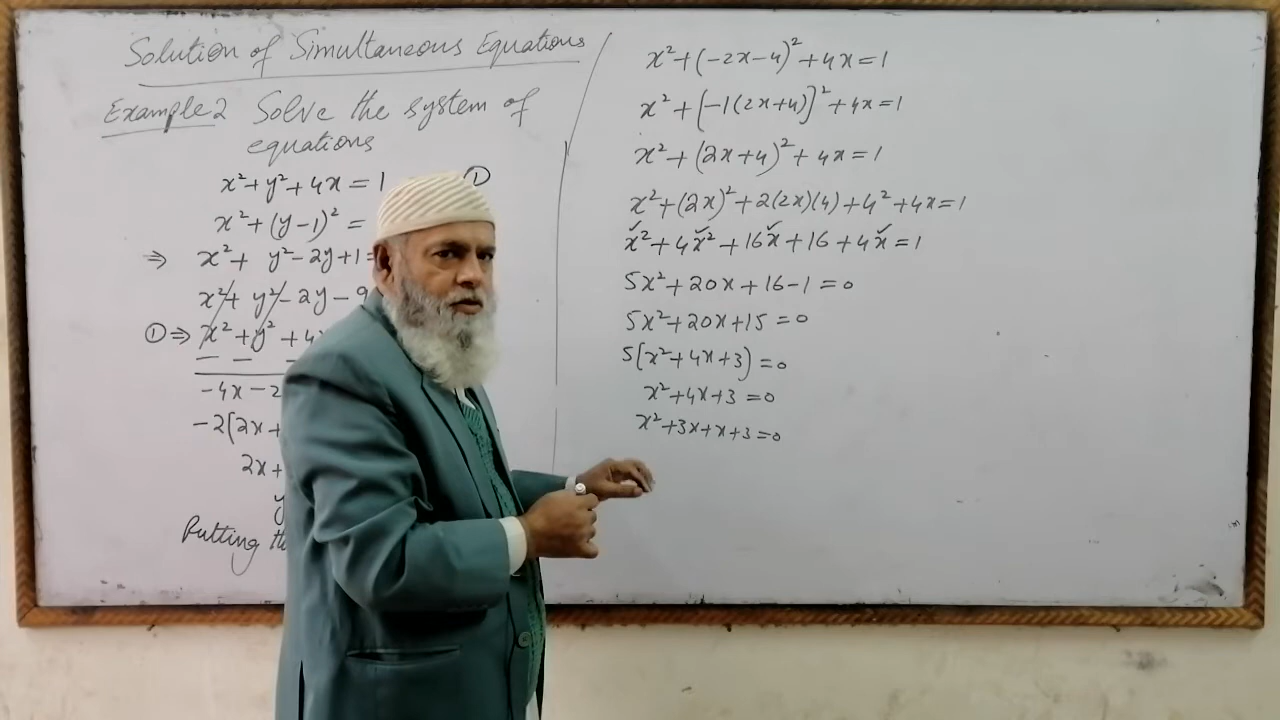 Solution of Simultaneous Equations
Example 2 Solve the system of
equations
x²+y²+4x=1 ①
x²+(y-1)²=
⇒ x²+ y²-2y+1=
x²+ y²-2y-9
①⇒ x²+y²+4x
- - -
-4x-2
-2(2x+
2x+
y
Putting th
x²+(-2x-4)²+4x=1
x²+[-1(2x+4)]²+4x=1
x²+(2x+4)²+4x=1
x²+(2x)²+2(2x)(4)+4²+4x=1
x²+4x²+16x+16+4x=1
5x²+20x+16-1=0
5x²+20x+15=0
5(x²+4x+3)=0
x²+4x+3=0
x²+3x+x+3=0